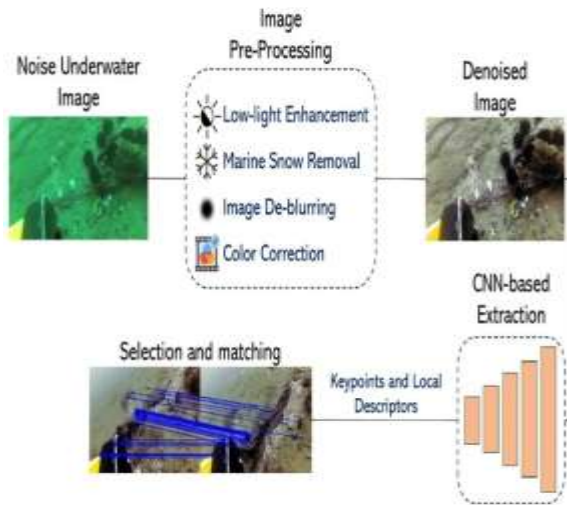 Image
Pre-Processing
Noise Underwater
Image
Low-light Enhancement
Marine Snow Removal
Image De-blurring
Color Correction
Denoised
Image
CNN-based
Extraction
Selection and matching
Keypoints and Local
Descriptors